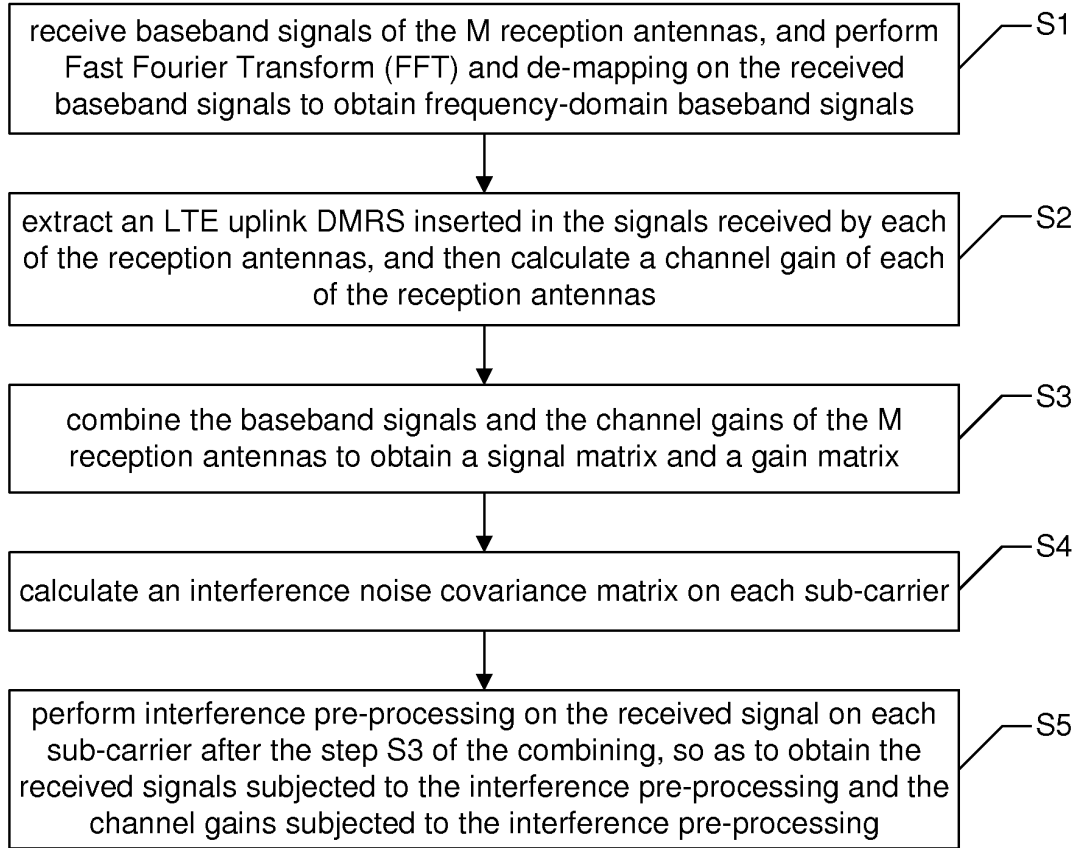 receive baseband signals of the M reception antennas, and perform
Fast Fourier Transform (FFT) and de-mapping on the received
baseband signals to obtain frequency-domain baseband signals
S1
extract an LTE uplink DMRS inserted in the signals received by each
of the reception antennas, and then calculate a channel gain of each
of the reception antennas
S2
combine the baseband signals and the channel gains of the M
reception antennas to obtain a signal matrix and a gain matrix
S3
calculate an interference noise covariance matrix on each sub-carrier
S4
perform interference pre-processing on the received signal on each
sub-carrier after the step S3 of the combining, so as to obtain the
received signals subjected to the interference pre-processing and the
channel gains subjected to the interference pre-processing
S5